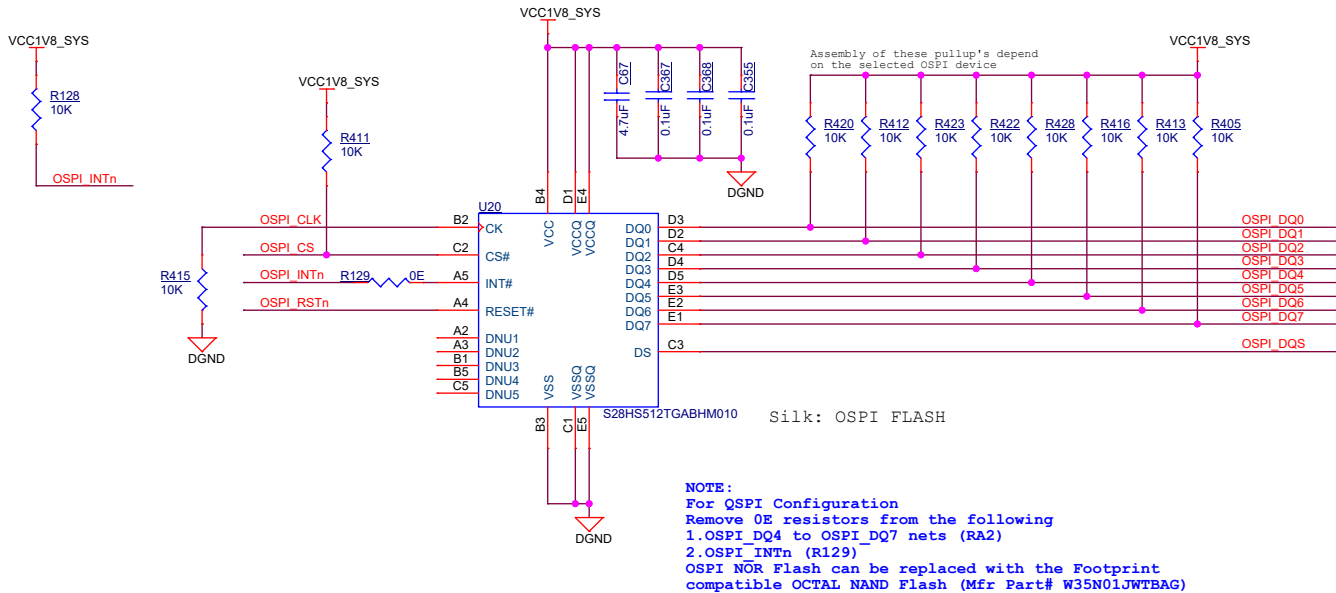 VCC1V8_SYS
R128
10K
OSPI_INTn
VCC1V8_SYS
R411
10K
VCC1V8_SYS
C67
4.7uF
C367
0.1uF
C368
0.1uF
C355
0.1uF
DGND
Assembly of these pullup's depend
on the selected OSPI device
VCC1V8_SYS
R420
10K
R412
10K
R423
10K
R422
10K
R428
10K
R416
10K
R413
10K
R405
10K
OSPI_CLK
OSPI_CS
OSPI_INTn
R129
0E
OSPI_RSTn
R415
10K
DGND
U20
B4
D1
E4
VCC
VCCQ
VCCQ
B2
CK
C2
CS#
A5
INT#
A4
RESET#
A2
DNU1
A3
DNU2
B1
DNU3
B5
DNU4
C5
DNU5
VSS
VSSQ
VSSQ
B3
C1
E5
DGND
DQ0
D3
OSPI_DQ0
DQ1
D2
OSPI_DQ1
DQ2
C4
OSPI_DQ2
DQ3
D4
OSPI_DQ3
DQ4
D5
OSPI_DQ4
DQ5
E3
OSPI_DQ5
DQ6
E2
OSPI_DQ6
DQ7
E1
OSPI_DQ7
DS
C3
OSPI_DQS
S28HS512TGABHM010
Silk: OSPI FLASH
NOTE:
For QSPI Configuration
Remove 0E resistors from the following
1.OSPI_DQ4 to OSPI_DQ7 nets (RA2)
2.OSPI_INTn (R129)
OSPI NOR Flash can be replaced with the Footprint
compatible OCTAL NAND Flash (Mfr Part# W35N01JWTBAG)